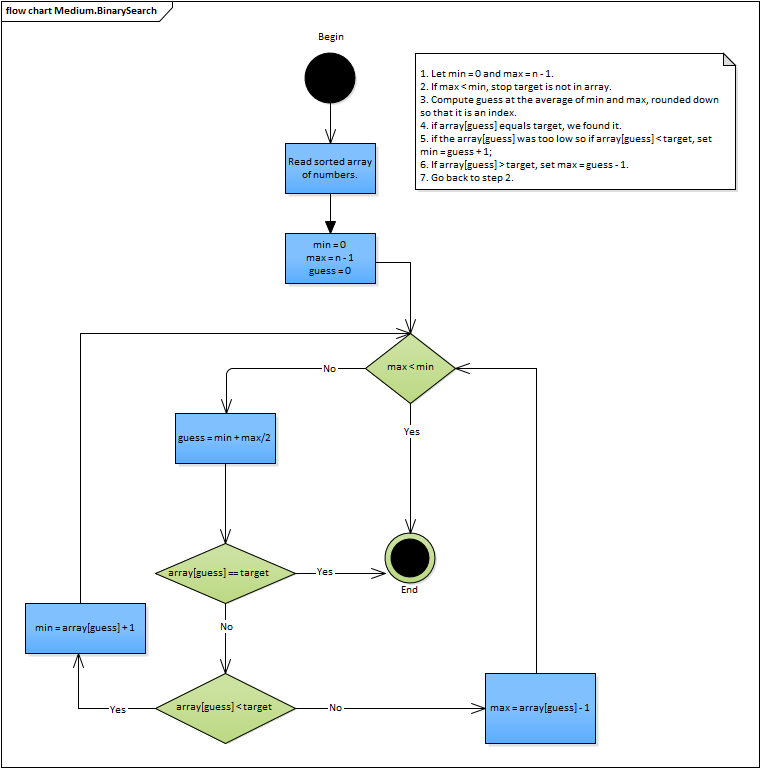 flow chart Medium.BinarySearch
Begin
1. Let min = 0 and max = n - 1.
2. If max < min, stop target is not in array.
3. Compute guess at the average of min and max, rounded down
so that it is an index.
4. if array[guess] equals target, we found it.
5. if the array[guess] was too low so if array[guess] < target, set
min = guess + 1;
6. If array[guess] > target, set max = guess - 1.
7. Go back to step 2.
Read sorted array
of numbers.
min = 0
max = n - 1
guess = 0
max < min
No
Yes
guess = min + max/2
array[guess] == target
Yes
End
No
min = array[guess] + 1
array[guess] < target
Yes
No
max = array[guess] - 1